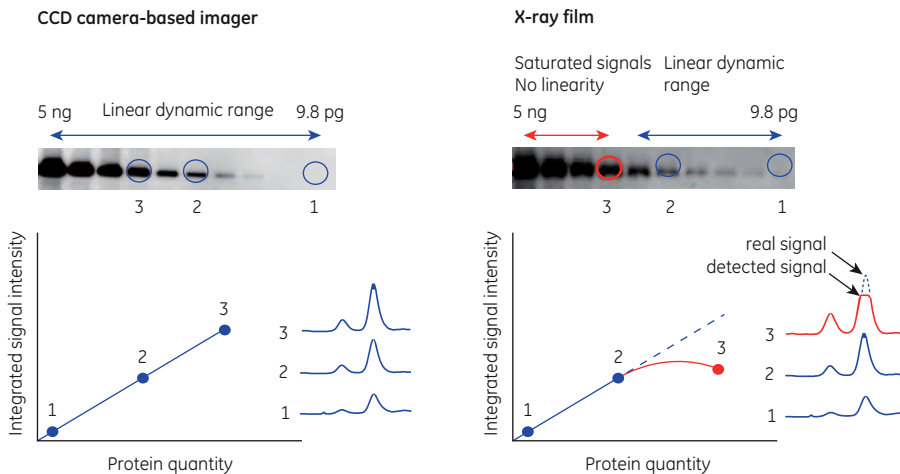 CCD camera-based imager
5 ng
Linear dynamic range
9.8 pg
3
2
1
Integrated signal intensity
1
2
3
3
2
1
Protein quantity
X-ray film
Saturated signals
No linearity
Linear dynamic
range
5 ng
9.8 pg
3
2
1
Integrated signal intensity
1
2
3
real signal
detected signal
3
2
1
Protein quantity